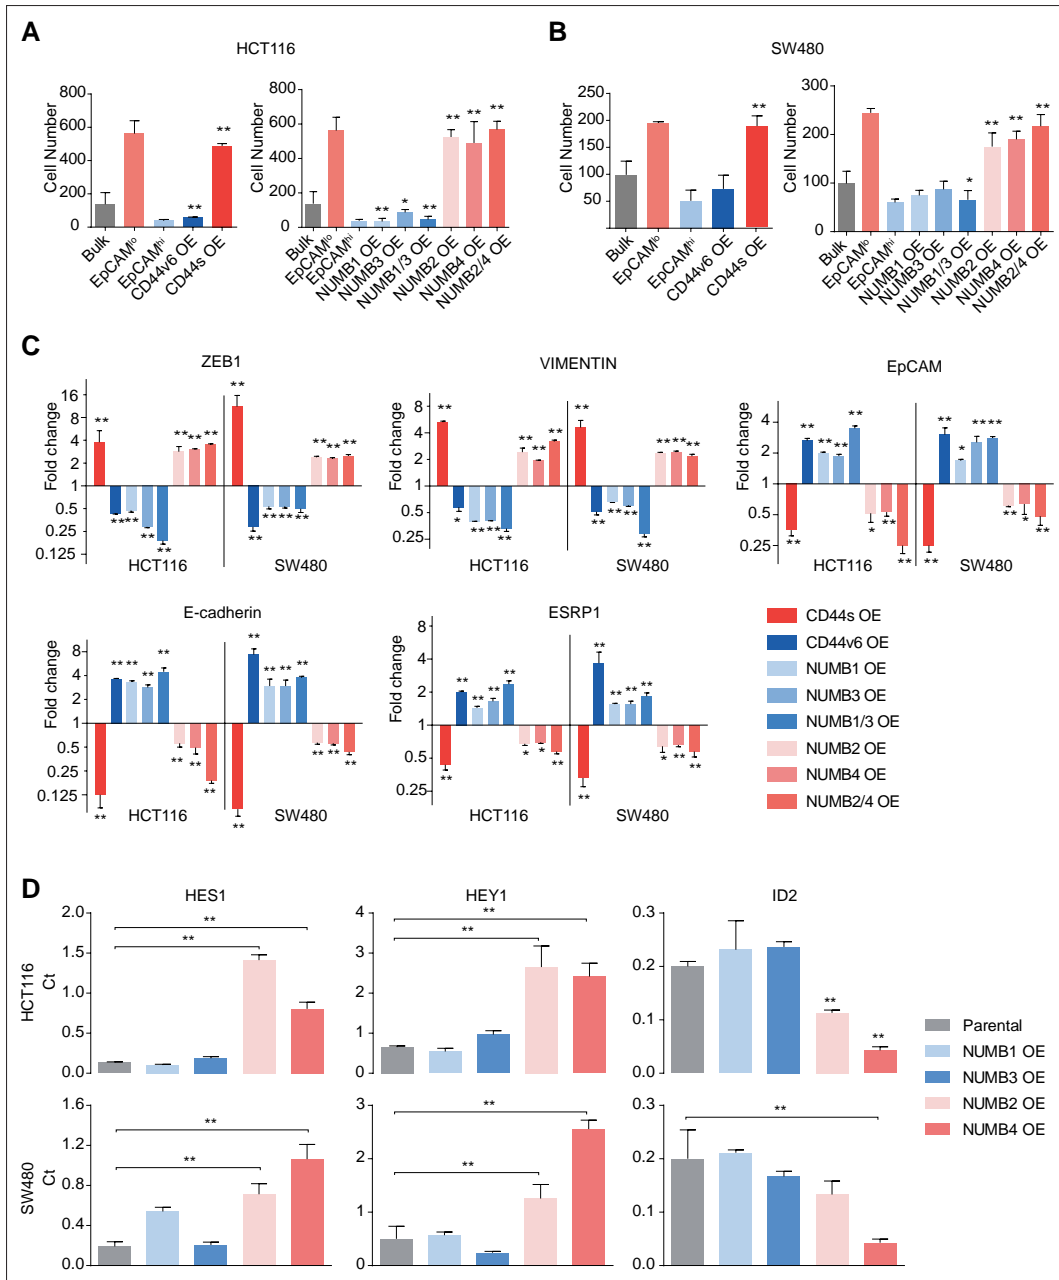 A
HCT116
Cell Number
800
600
400
200
0
Bulk
EpCAMlo
EpCAMhi
CD44v6 OE
CD44s OE
**
**
Cell Number
800
600
400
200
0
Bulk
EpCAMlo
EpCAMhi
NUMB1 OE
NUMB3 OE
NUMB1/3 OE
NUMB2 OE
NUMB4 OE
NUMB2/4 OE
**
*
**
**
**
**
B
SW480
Cell Number
250
200
150
100
50
0
Bulk
EpCAMlo
EpCAMhi
CD44v6 OE
CD44s OE
**
Cell Number
300
200
100
0
Bulk
EpCAMlo
EpCAMhi
NUMB1 OE
NUMB3 OE
NUMB1/3 OE
NUMB2 OE
NUMB4 OE
NUMB2/4 OE
*
**
**
**
C
ZEB1
Fold change
16
8
4
2
1
0.5
0.25
0.125
** ** ** ** ** ** ** **
** ** ** ** ** ** ** **
HCT116
SW480
VIMENTIN
Fold change
8
4
2
1
0.5
0.25
** * ** ** ** ** ** **
** ** ** ** ** ** ** **
HCT116
SW480
EpCAM
Fold change
4
2
1
0.5
0.25
** ** ** ** ** * ** **
** ** * ** ** ** * **
HCT116
SW480
E-cadherin
Fold change
8
4
2
1
0.5
0.25
0.125
** ** ** ** ** ** ** **
** ** ** ** ** ** ** **
HCT116
SW480
ESRP1
Fold change
4
2
1
0.5
0.25
** ** ** ** ** * * **
** ** ** ** ** * ** **
HCT116
SW480
CD44s OE
CD44v6 OE
NUMB1 OE
NUMB3 OE
NUMB1/3 OE
NUMB2 OE
NUMB4 OE
NUMB2/4 OE
D
HES1
HCT116
Ct
2.0
1.5
1.0
0.5
0.0
**
**
HEY1
4
3
2
1
0
**
**
ID2
0.3
0.2
0.1
0.0
**
**
SW480
Ct
1.6
1.2
0.8
0.4
0.0
**
**
3
2
1
0
**
**
0.3
0.2
0.1
0.0
**
Parental
NUMB1 OE
NUMB3 OE
NUMB2 OE
NUMB4 OE